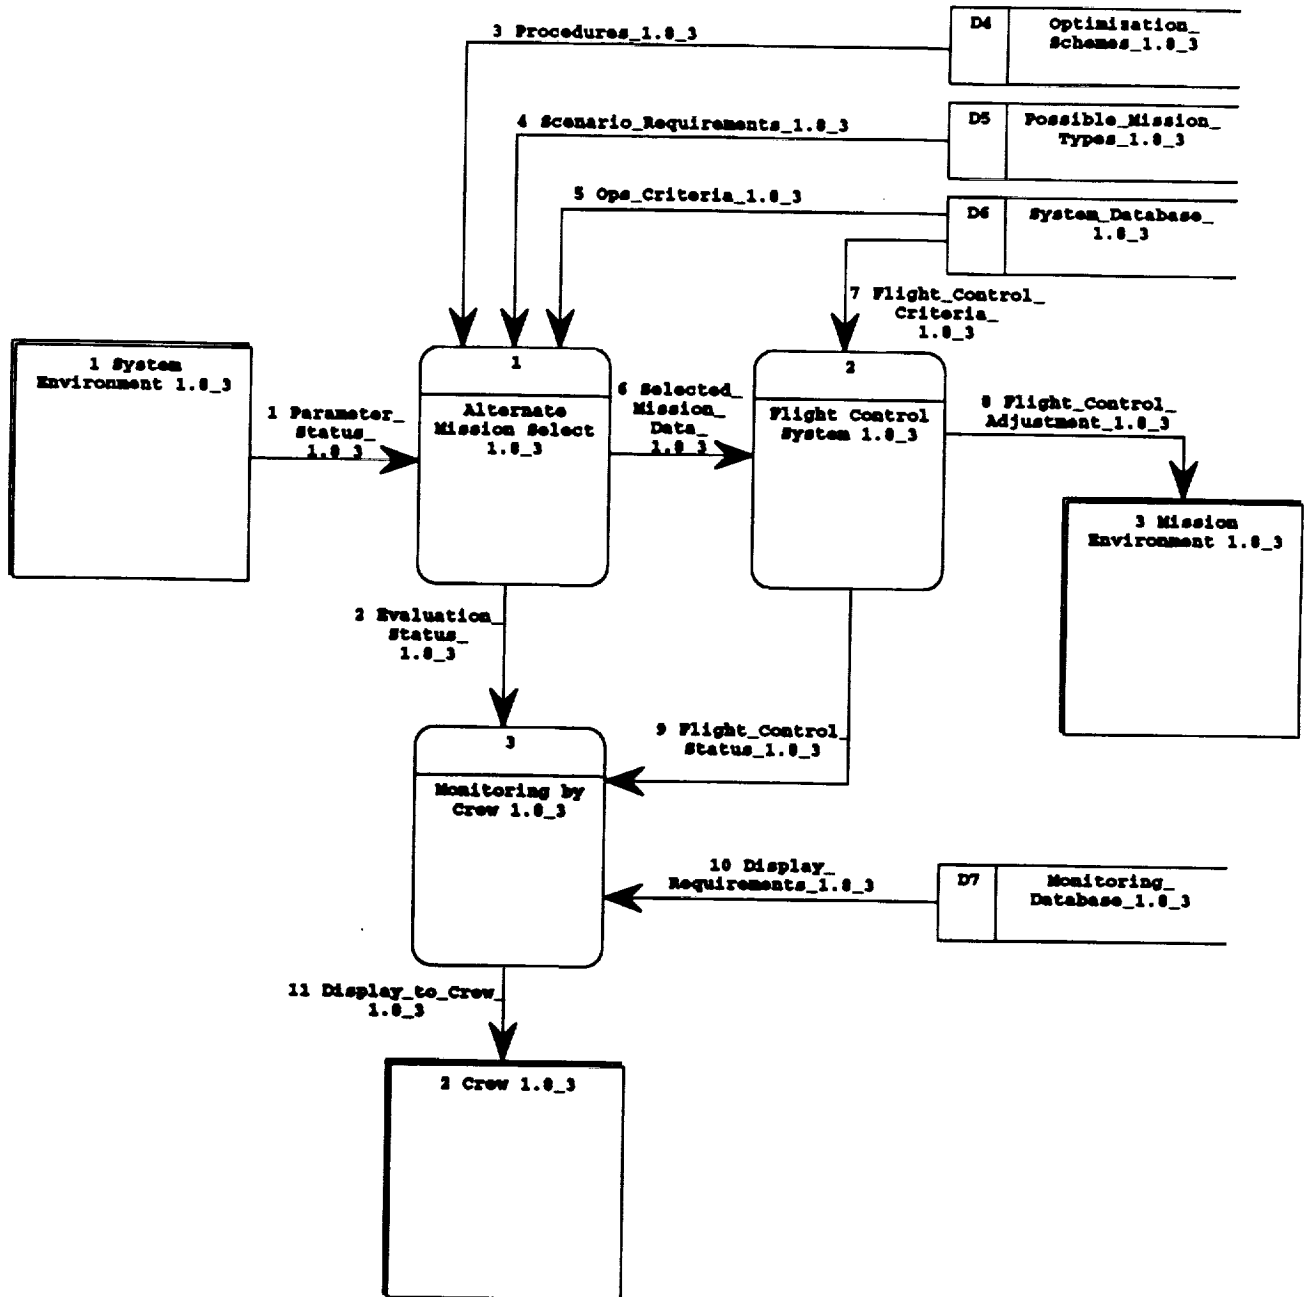 3 Procedures_1.8_3
D4
Optimization_
Schemes_1.8_3
4 Scenario_Requirements_1.8_3
D5
Possible_Mission_
Types_1.8_3
5 Ops_Criteria_1.8_3
D6
System_Database_
1.8_3
7 Flight_Control_
Criteria_
1.8_3
1 System
Environment 1.8_3
1 Parameter_
Status_
1.8_3
1
Alternate
Mission Select
1.8_3
6 Selected_
Mission_
Data_
1.8_3
2
Flight Control
System 1.8_3
8 Flight_Control_
Adjustment_1.8_3
3 Mission
Environment 1.8_3
2 Evaluation_
Status_
1.8_3
9 Flight_Control_
Status_1.8_3
3
Monitoring by
Crew 1.8_3
10 Display_
Requirements_1.8_3
D7
Monitoring_
Database_1.8_3
11 Display_to_Crew_
1.8_3
2 Crew 1.8_3